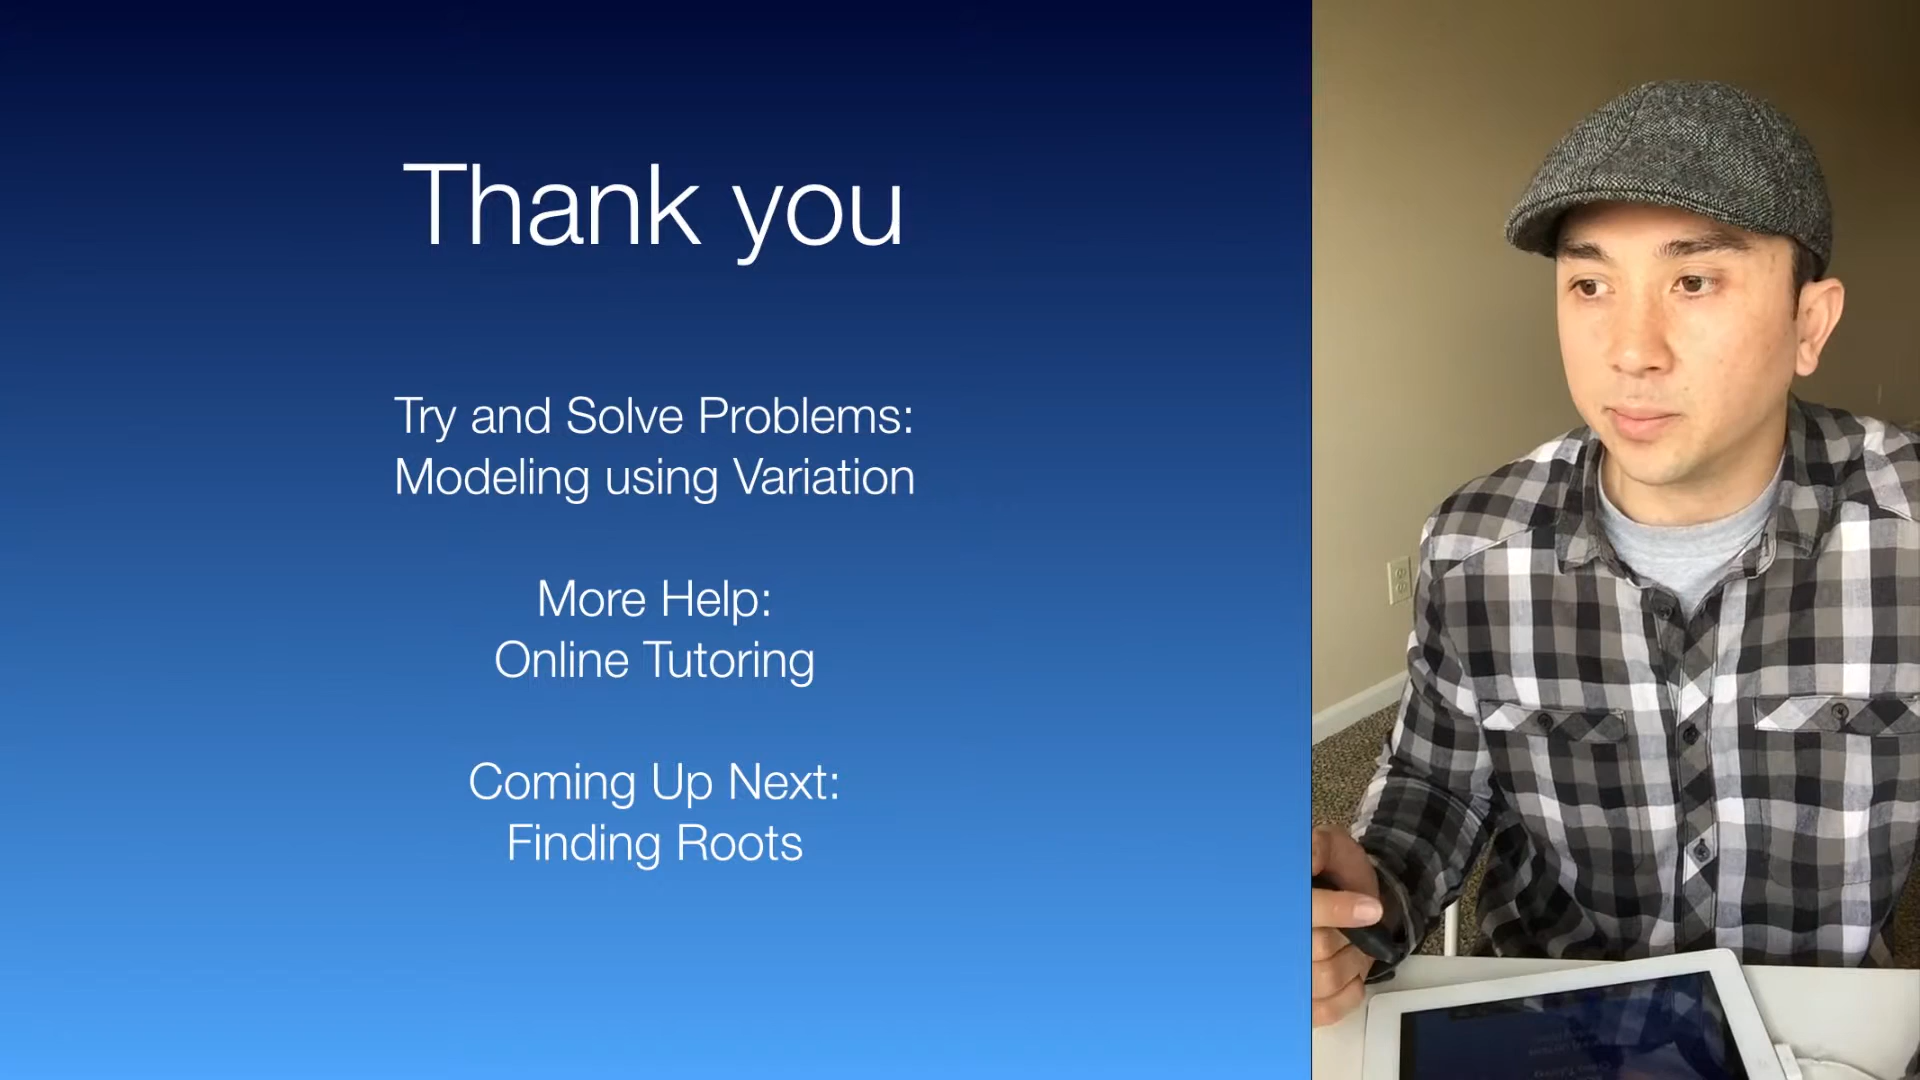 Thank you
Try and Solve Problems:
Modeling using Variation
More Help:
Online Tutoring
Coming Up Next:
Finding Roots